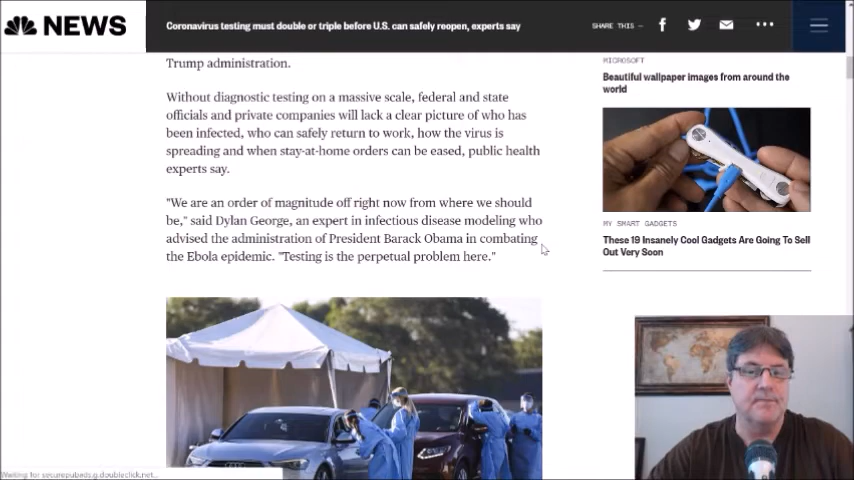 NEWS
Coronavirus testing must double or triple before U.S. can safely reopen, experts say
SHARE THIS —
Trump administration.
Without diagnostic testing on a massive scale, federal and state
officials and private companies will lack a clear picture of who has
been infected, who can safely return to work, how the virus is
spreading and when stay-at-home orders can be eased, public health
experts say.
"We are an order of magnitude off right now from where we should
be," said Dylan George, an expert in infectious disease modeling who
advised the administration of President Barack Obama in combating
the Ebola epidemic. "Testing is the perpetual problem here."
MICROSOFT
Beautiful wallpaper images from around the
world
MY SMART GADGETS
These 19 Insanely Cool Gadgets Are Going To Sell
Out Very Soon
Waiting for securepubads.g.doubleclick.net...